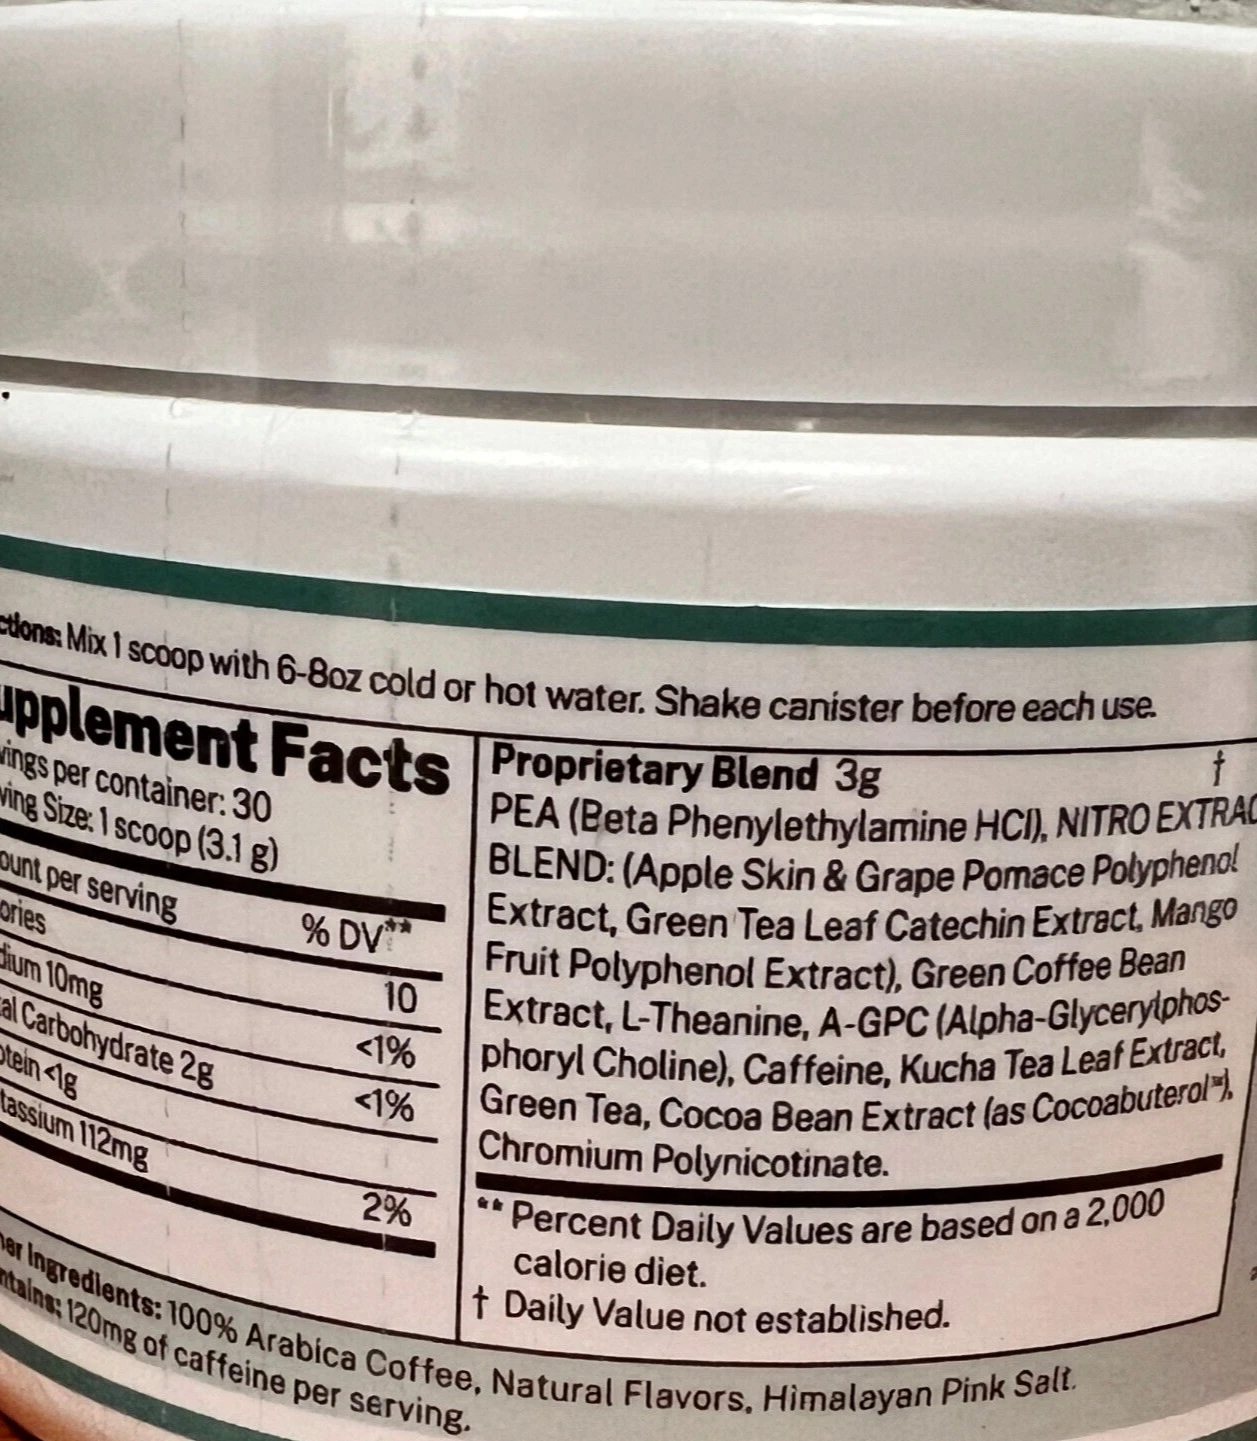 ctions: Mix 1 scoop with 6-8oz cold or hot water. Shake canister before each use.
upplement Facts
vings per container: 30
ving Size: 1 scoop (3.1 g)
ount per serving
% DV**
ories
10
dium 10mg
<1%
tal Carbohydrate 2g
<1%
otein <1g
tassium 112mg
2%
Proprietary Blend 3g †
PEA (Beta Phenylethylamine HCl), NITRO EXTRAC
BLEND: (Apple Skin & Grape Pomace Polyphenol
Extract, Green Tea Leaf Catechin Extract, Mango
Fruit Polyphenol Extract), Green Coffee Bean
Extract, L-Theanine, A-GPC (Alpha-Glycerylphos-
phoryl Choline), Caffeine, Kucha Tea Leaf Extract,
Green Tea, Cocoa Bean Extract (as Cocoabuterol™),
Chromium Polynicotinate.
** Percent Daily Values are based on a 2,000
calorie diet.
† Daily Value not established.
her Ingredients: 100% Arabica Coffee, Natural Flavors, Himalayan Pink Salt.
ntains: 120mg of caffeine per serving.